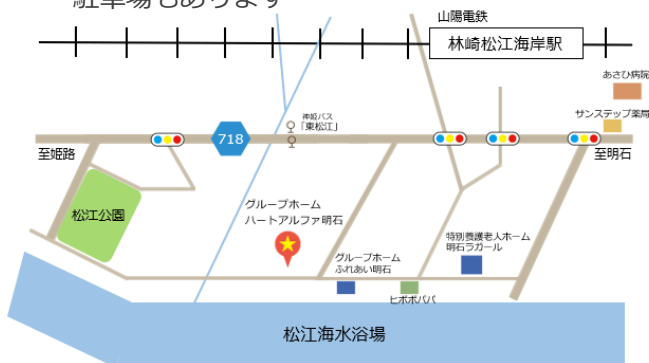 駐車場もあります
山陽電鉄
林崎松江海岸駅
あさひ病院
サンステップ薬局
神姫バス
「東松江」
718
至姫路
至明石
松江公園
グループホーム
ハートアルファ明石
特別養護老人ホーム
明石ラガール
グループホーム
ふれあい明石
ヒポポパパ
松江海水浴場